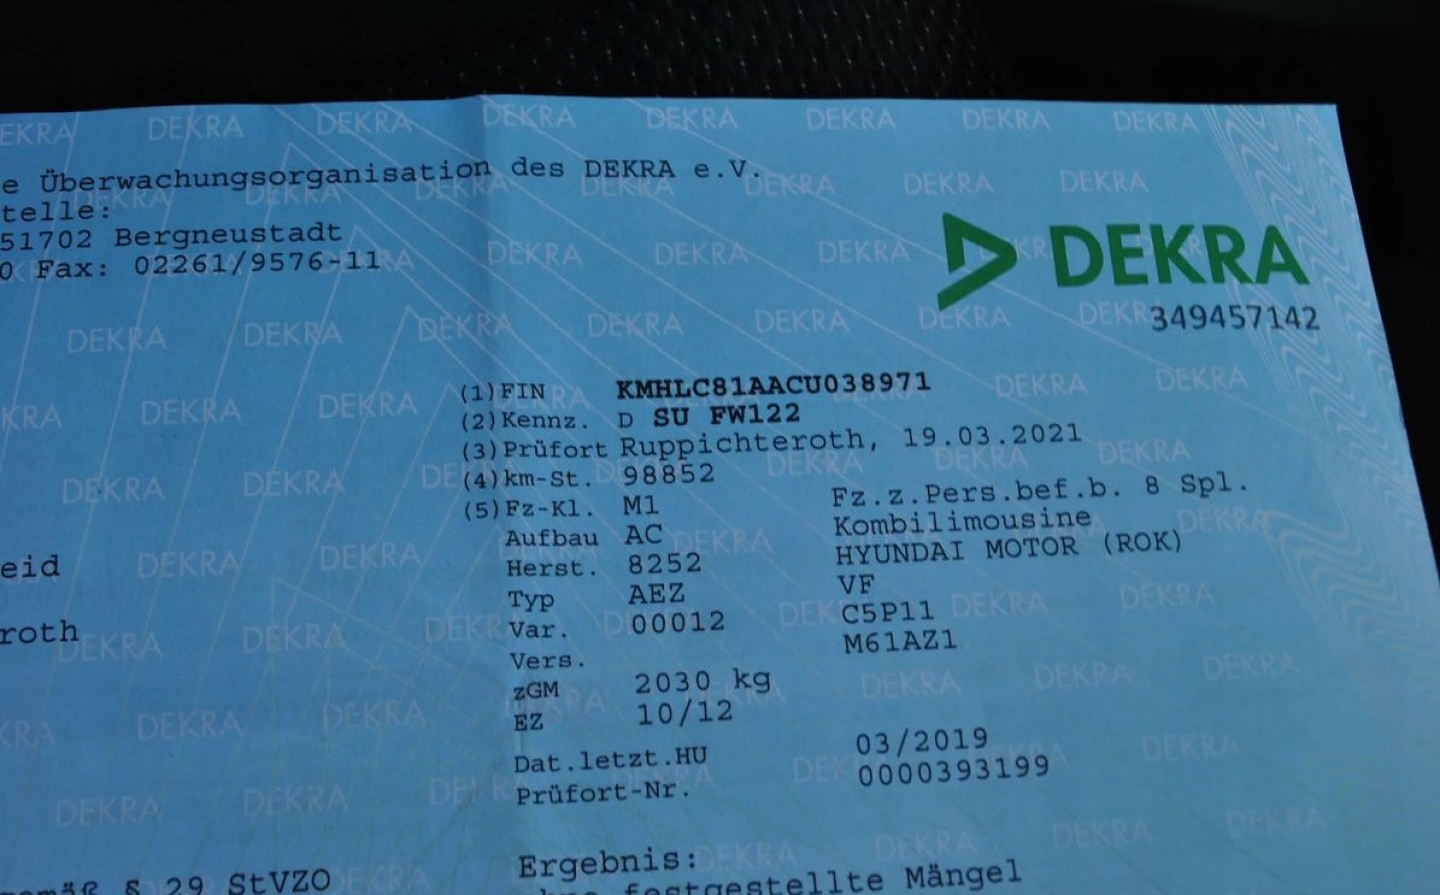 e Überwachungsorganisation des DEKRA e.V.
telle:
51702 Bergneustadt
0 Fax: 02261/9576-11
DEKRA
349457142
(1)FIN KMHLC81AACU038971
(2)Kennz. D SU FW122
(3)Prüfort Ruppichteroth, 19.03.2021
(4)km-St. 98852
(5)Fz-Kl. M1 Fz.z.Pers.bef.b. 8 Spl.
Aufbau AC Kombilimousine
Herst. 8252 HYUNDAI MOTOR (ROK)
Typ AEZ VF
Var. 00012 C5P11
Vers. M61AZ1
zGM 2030 kg
EZ 10/12
Dat.letzt.HU 03/2019
Prüfort-Nr. 0000393199
eid
roth
Ergebnis:
ohne festgestellte Mängel
gemäß § 29 StVZO